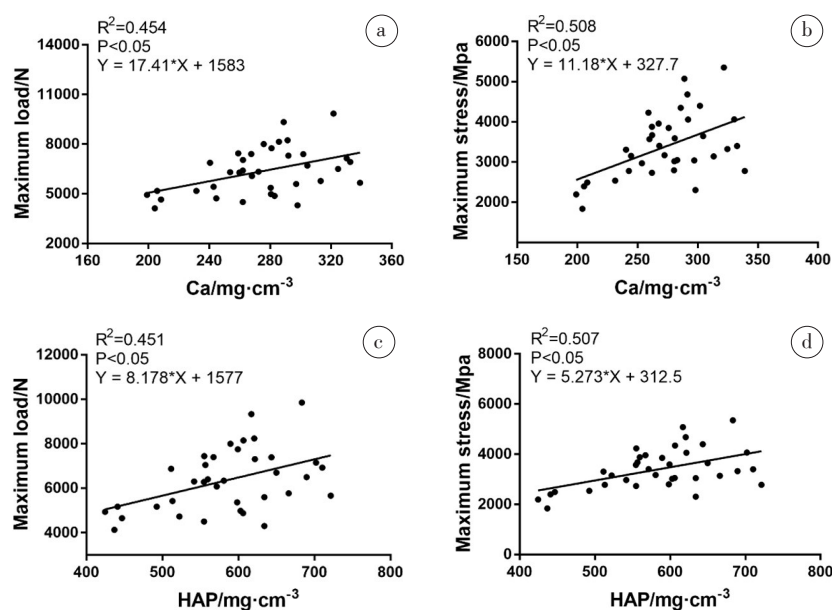 R²=0.454
P<0.05
Y = 17.41*X + 1583
a
Maximum load/N
14000
11000
8000
5000
2000
160
200
240
280
320
360
Ca/mg·cm⁻³
R²=0.508
P<0.05
Y = 11.18*X + 327.7
b
Maximum stress/Mpa
6000
5000
4000
3000
2000
150
200
250
300
350
400
Ca/mg·cm⁻³
R²=0.451
P<0.05
Y = 8.178*X + 1577
c
Maximum load/N
12000
10000
8000
6000
4000
400
500
600
700
800
HAP/mg·cm⁻³
R²=0.507
P<0.05
Y = 5.273*X + 312.5
d
Maximum stress/Mpa
8000
6000
4000
2000
0
400
500
600
700
800
HAP/mg·cm⁻³